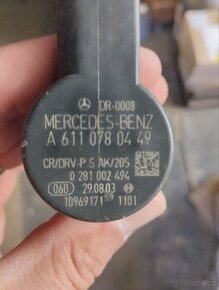 DR-0008
MERCEDES-BENZ
A 611 078 04 49
CR/DRV-P S AK/20S
0 281 002 494
060 29.08.03
10969171 1101